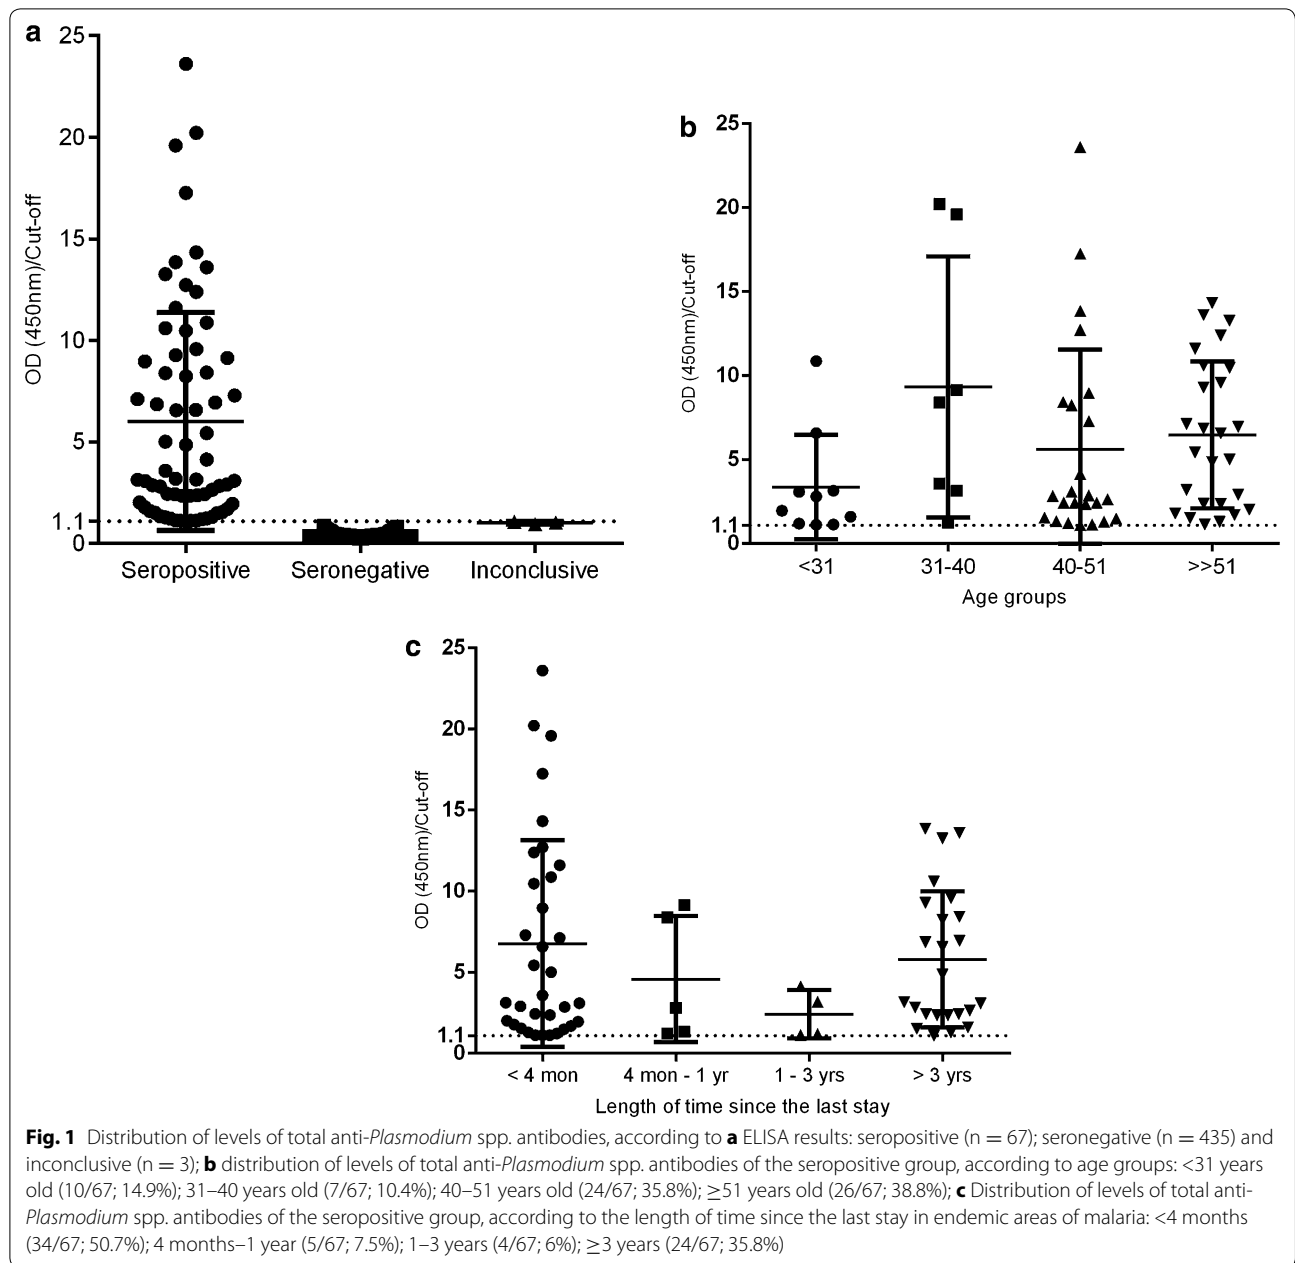 a
25
20
15
10
5
1.1
0
OD (450nm)/Cut-off
Seropositive Seronegative Inconclusive
b
25
20
15
10
5
1.1
0
OD (450nm)/Cut-off
<31 31-40 40-51 >>51
Age groups
c
25
20
15
10
5
1.1
0
OD (450nm)/Cut-off
< 4 mon 4 mon - 1 yr 1 - 3 yrs > 3 yrs
Length of time since the last stay
Fig. 1 Distribution of levels of total anti-Plasmodium spp. antibodies, according to a ELISA results: seropositive (n = 67); seronegative (n = 435) and
inconclusive (n = 3); b distribution of levels of total anti-Plasmodium spp. antibodies of the seropositive group, according to age groups: <31 years
old (10/67; 14.9%); 31–40 years old (7/67; 10.4%); 40–51 years old (24/67; 35.8%); ≥51 years old (26/67; 38.8%); c Distribution of levels of total anti-
Plasmodium spp. antibodies of the seropositive group, according to the length of time since the last stay in endemic areas of malaria: <4 months
(34/67; 50.7%); 4 months–1 year (5/67; 7.5%); 1–3 years (4/67; 6%); ≥3 years (24/67; 35.8%)